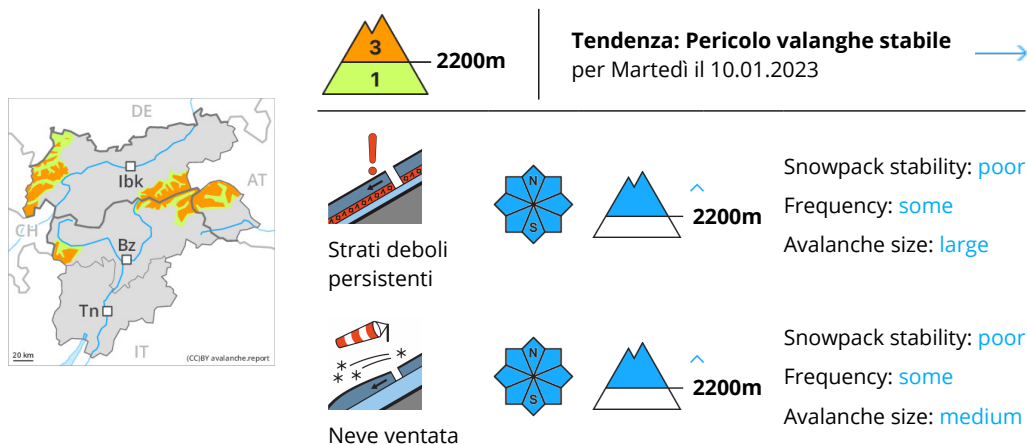 3
1
2200m
Tendenza: Pericolo valanghe stabile
per Martedì il 10.01.2023
DE
Ibk
AT
CH
Bz
Tn
IT
20 km
(CC)BY avalanche.report
Strati deboli
persistenti
N
S
2200m
Snowpack stability: poor
Frequency: some
Avalanche size: large
Neve ventata
N
S
2200m
Snowpack stability: poor
Frequency: some
Avalanche size: medium